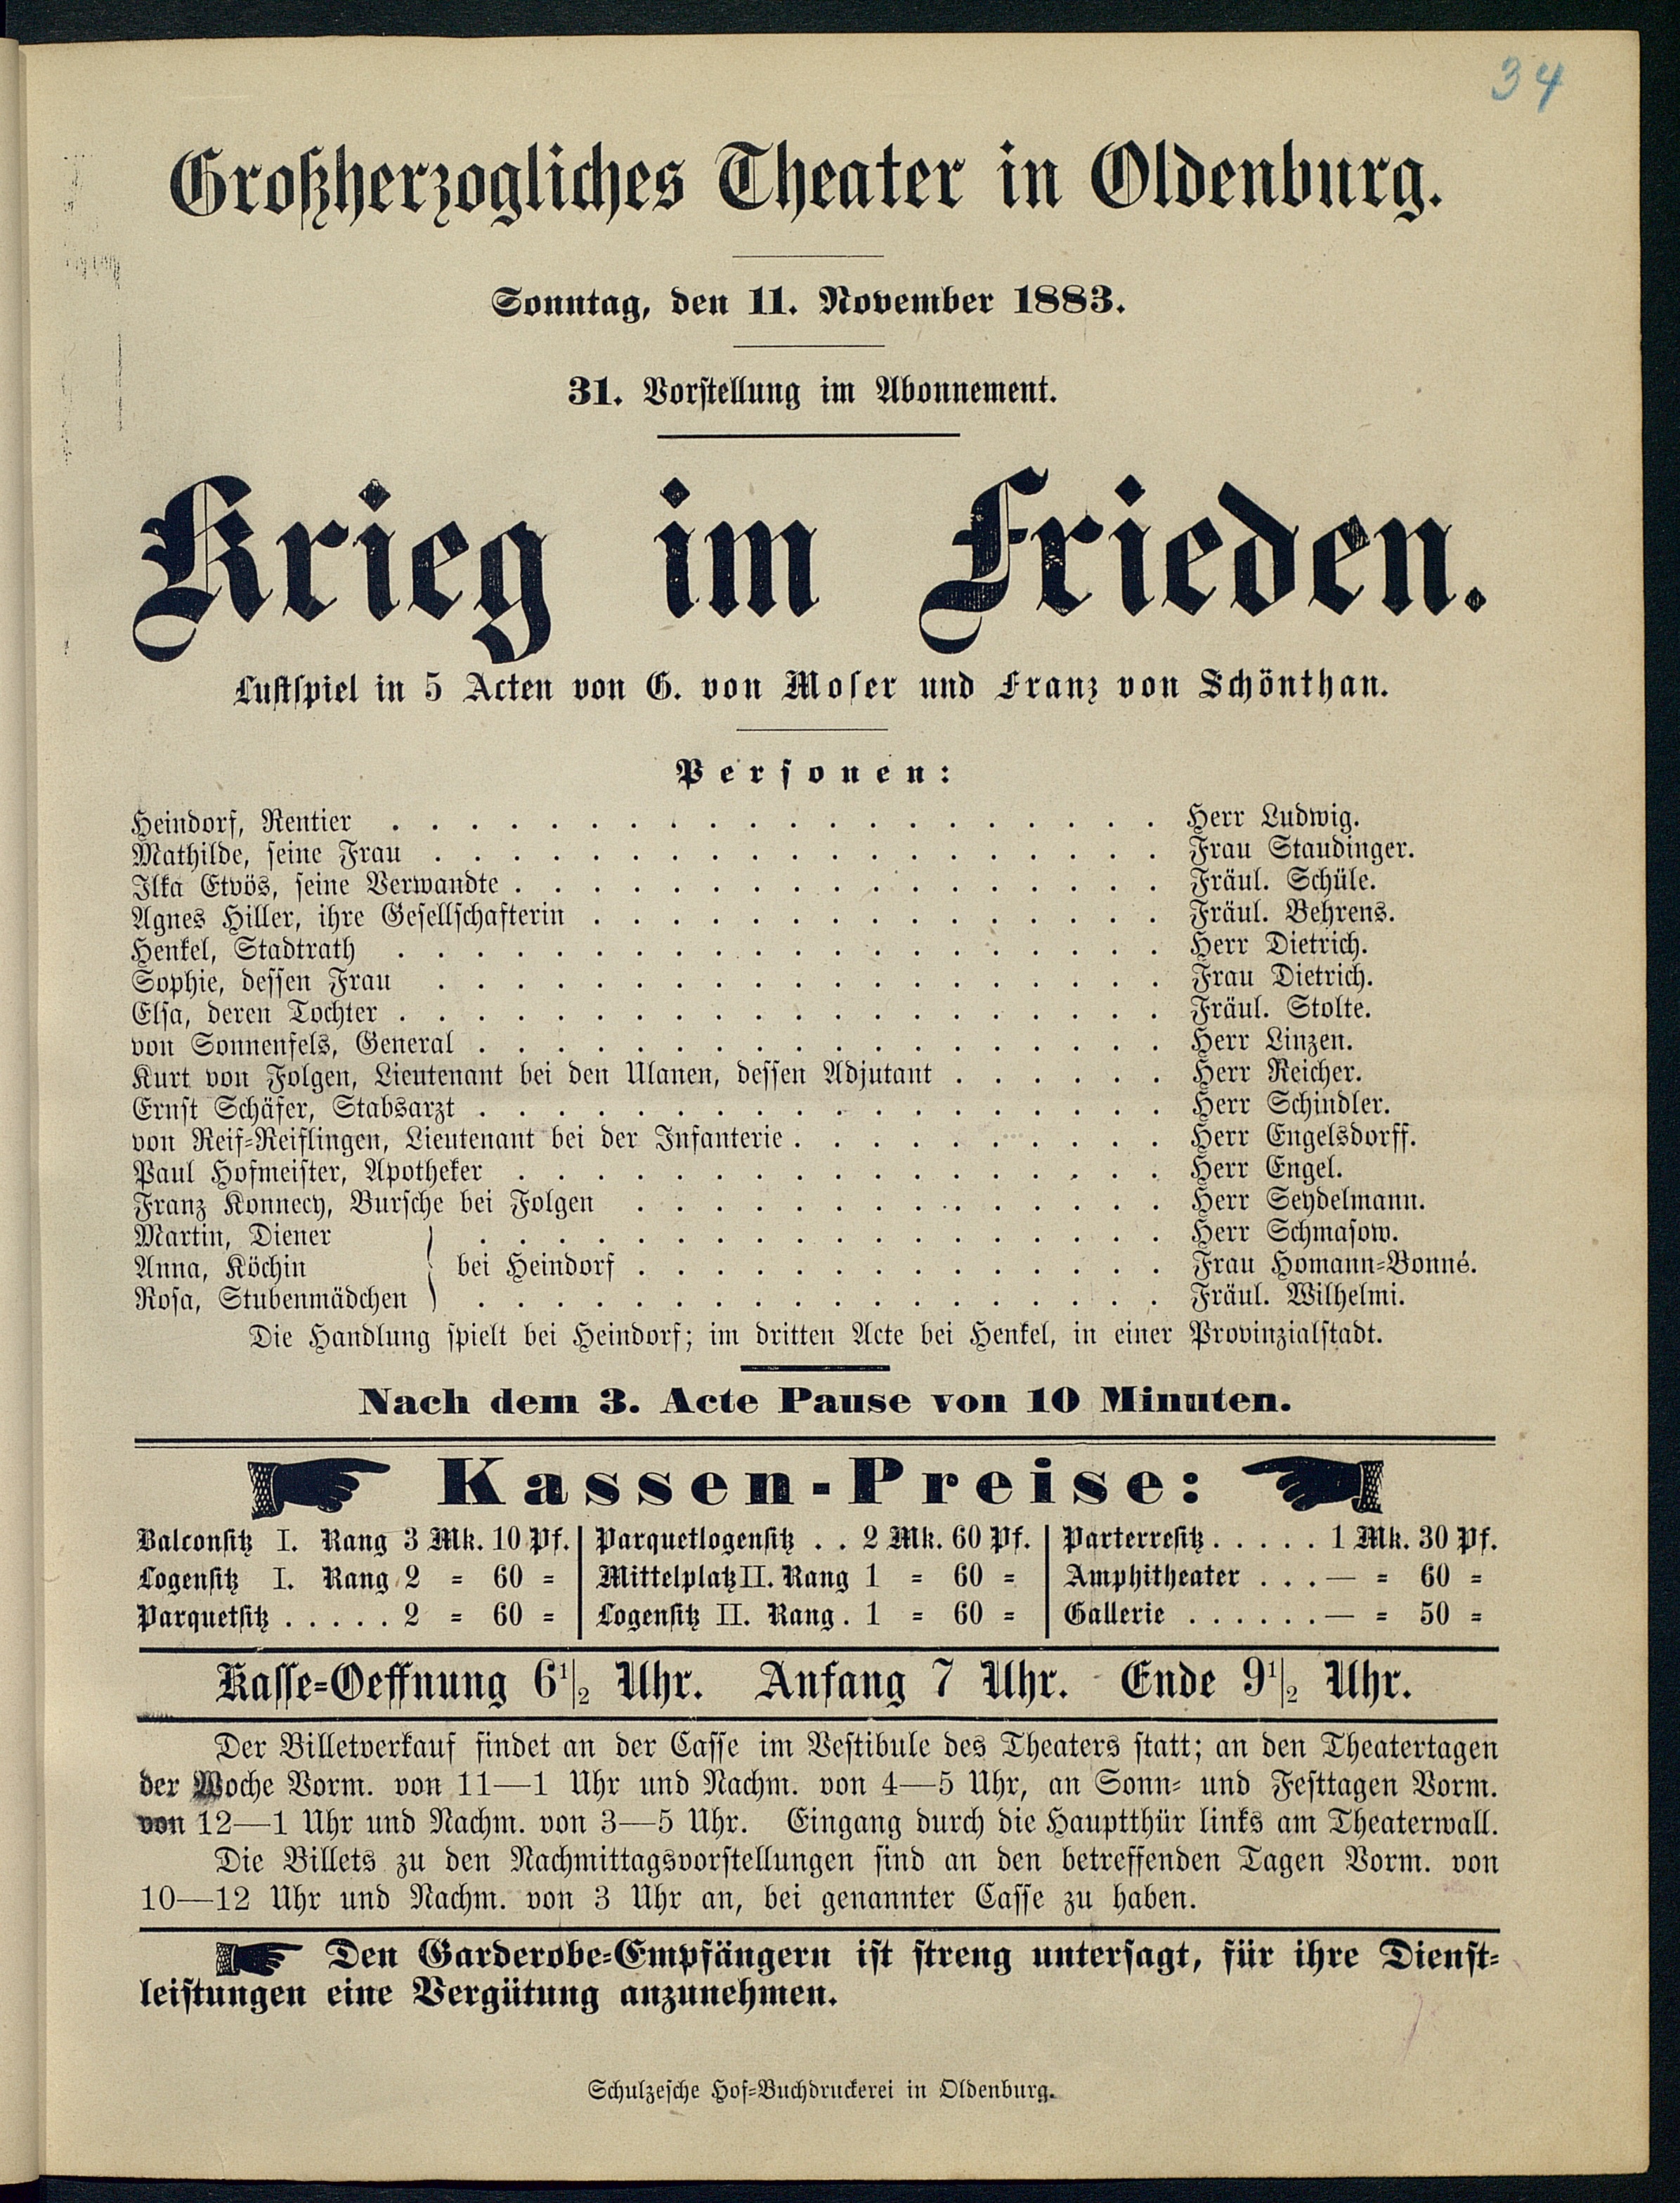 34
Großherzogliches Theater in Oldenburg.
Sonntag, den 11. November 1883.
31. Vorstellung im Abonnement.
Krieg im Frieden.
Lustspiel in 5 Acten von G. von Moser und Franz von Schönthan.
Personen:
Heindorf, Rentier . . . . . . . . . . . . . . . . . . . . Herr Ludwig.
Mathilde, seine Frau . . . . . . . . . . . . . . . . . . . Frau Staudinger.
Ilka Etvös, seine Verwandte . . . . . . . . . . . . . . . . . Fräul. Schüle.
Agnes Hiller, ihre Gesellschafterin . . . . . . . . . . . . . . . Fräul. Behrens.
Henkel, Stadtrath . . . . . . . . . . . . . . . . . . . . Herr Dietrich.
Sophie, dessen Frau . . . . . . . . . . . . . . . . . . . Frau Dietrich.
Elsa, deren Tochter . . . . . . . . . . . . . . . . . . . . Fräul. Stolte.
von Sonnenfels, General . . . . . . . . . . . . . . . . . . Herr Linzen.
Kurt von Folgen, Lieutenant bei den Ulanen, dessen Adjutant . . . . . . Herr Reicher.
Ernst Schäfer, Stabsarzt . . . . . . . . . . . . . . . . . . Herr Schindler.
von Reif-Reiflingen, Lieutenant bei der Infanterie . . . . . . . . . . Herr Engelsdorff.
Paul Hofmeister, Apotheker . . . . . . . . . . . . . . . . . Herr Engel.
Franz Konnecy, Bursche bei Folgen . . . . . . . . . . . . . . Herr Seydelmann.
Martin, Diener . . . . . . . . . . . . . . . . . . Herr Schmasow.
Anna, Köchin } bei Heindorf . . . . . . . . . . . . . . Frau Homann-Bonné.
Rosa, Stubenmädchen . . . . . . . . . . . . . . . . . . Fräul. Wilhelmi.
Die Handlung spielt bei Heindorf; im dritten Acte bei Henkel, in einer Provinzialstadt.
Nach dem 3. Acte Pause von 10 Minuten.
Kassen-Preise:
Balconsitz I. Rang 3 Mk. 10 Pf. | Parquetlogensitz . . 2 Mk. 60 Pf. | Parterresitz . . . . . 1 Mk. 30 Pf.
Logensitz I. Rang 2 = 60 = | Mittelplatz II. Rang 1 = 60 = | Amphitheater . . . — = 60 =
Parquetsitz . . . . . 2 = 60 = | Logensitz II. Rang . 1 = 60 = | Gallerie . . . . . . — = 50 =
Kasse-Oeffnung 6 1/2 Uhr. Anfang 7 Uhr. Ende 9 1/2 Uhr.
Der Billetverkauf findet an der Casse im Vestibule des Theaters statt; an den Theatertagen
der Woche Vorm. von 11—1 Uhr und Nachm. von 4—5 Uhr, an Sonn- und Festtagen Vorm.
von 12—1 Uhr und Nachm. von 3—5 Uhr. Eingang durch die Hauptthür links am Theaterwall.
Die Billets zu den Nachmittagsvorstellungen sind an den betreffenden Tagen Vorm. von
10—12 Uhr und Nachm. von 3 Uhr an, bei genannter Casse zu haben.
Den Garderobe-Empfängern ist streng untersagt, für ihre Dienst-
leistungen eine Vergütung anzunehmen.
Schulzesche Hof-Buchdruckerei in Oldenburg.